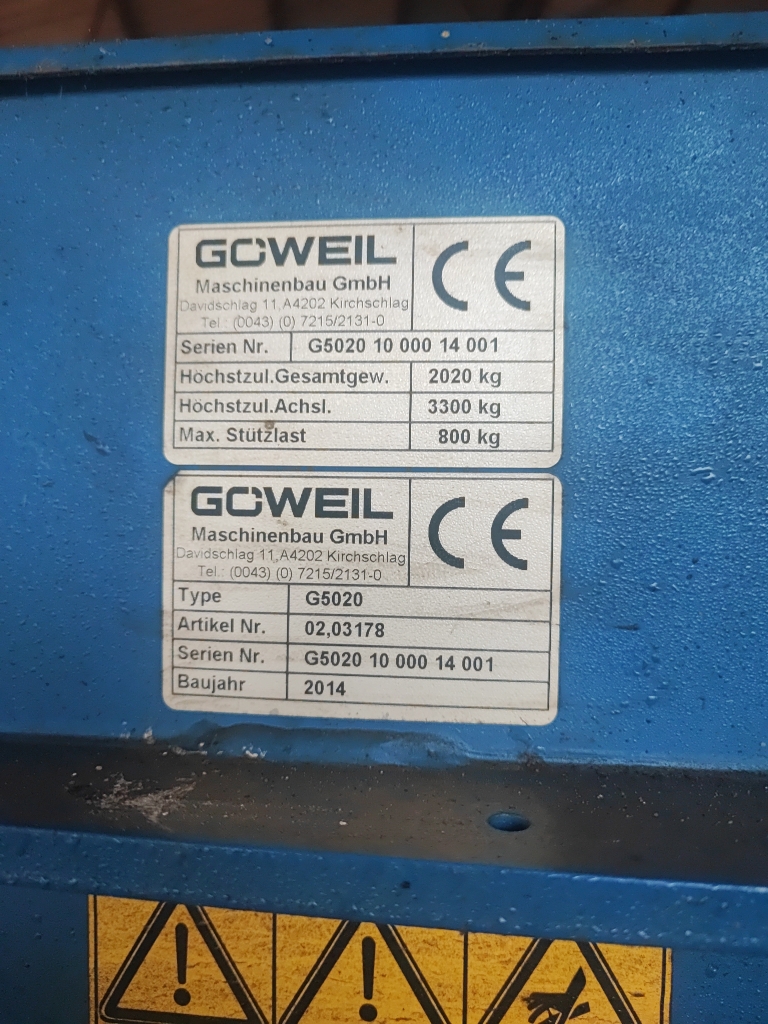 GÖWEIL
Maschinenbau GmbH
Davidschlag 11,A4202 Kirchschlag
Tel.: (0043) (0) 7215/2131-0
CE
Serien Nr. G5020 10 000 14 001
Höchstzul.Gesamtgew. 2020 kg
Höchstzul.Achsl. 3300 kg
Max. Stützlast 800 kg
GÖWEIL
Maschinenbau GmbH
Davidschlag 11,A4202 Kirchschlag
Tel.: (0043) (0) 7215/2131-0
CE
Type G5020
Artikel Nr. 02,03178
Serien Nr. G5020 10 000 14 001
Baujahr 2014